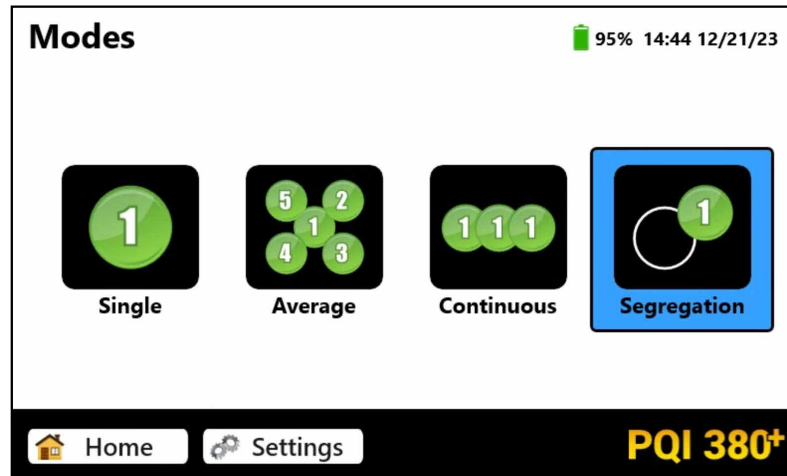 Modes
95% 14:44 12/21/23
1
5 2
1
4 3
1 1 1
1
Single Average Continuous Segregation
Home Settings PQI 380+